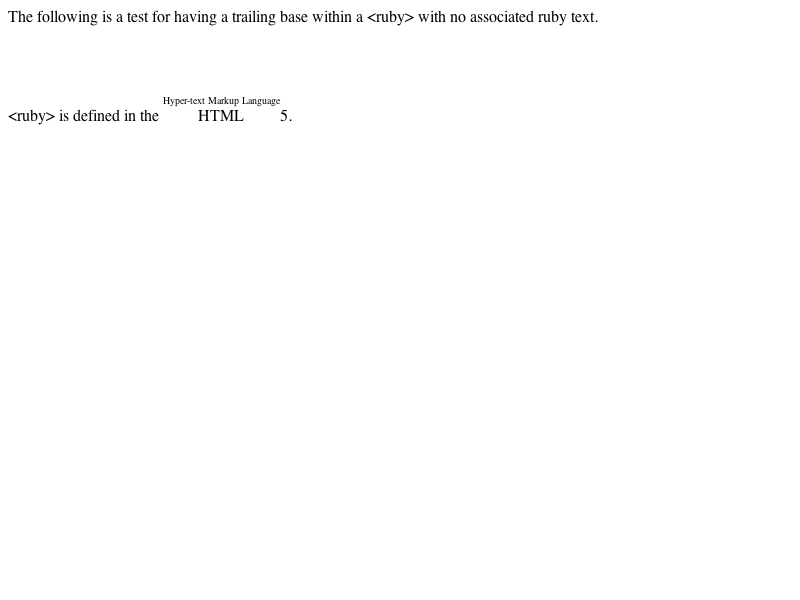 The following is a test for having a trailing base within a <ruby> with no associated ruby text.
Hyper-text Markup Language
<ruby> is defined in the HTML 5.